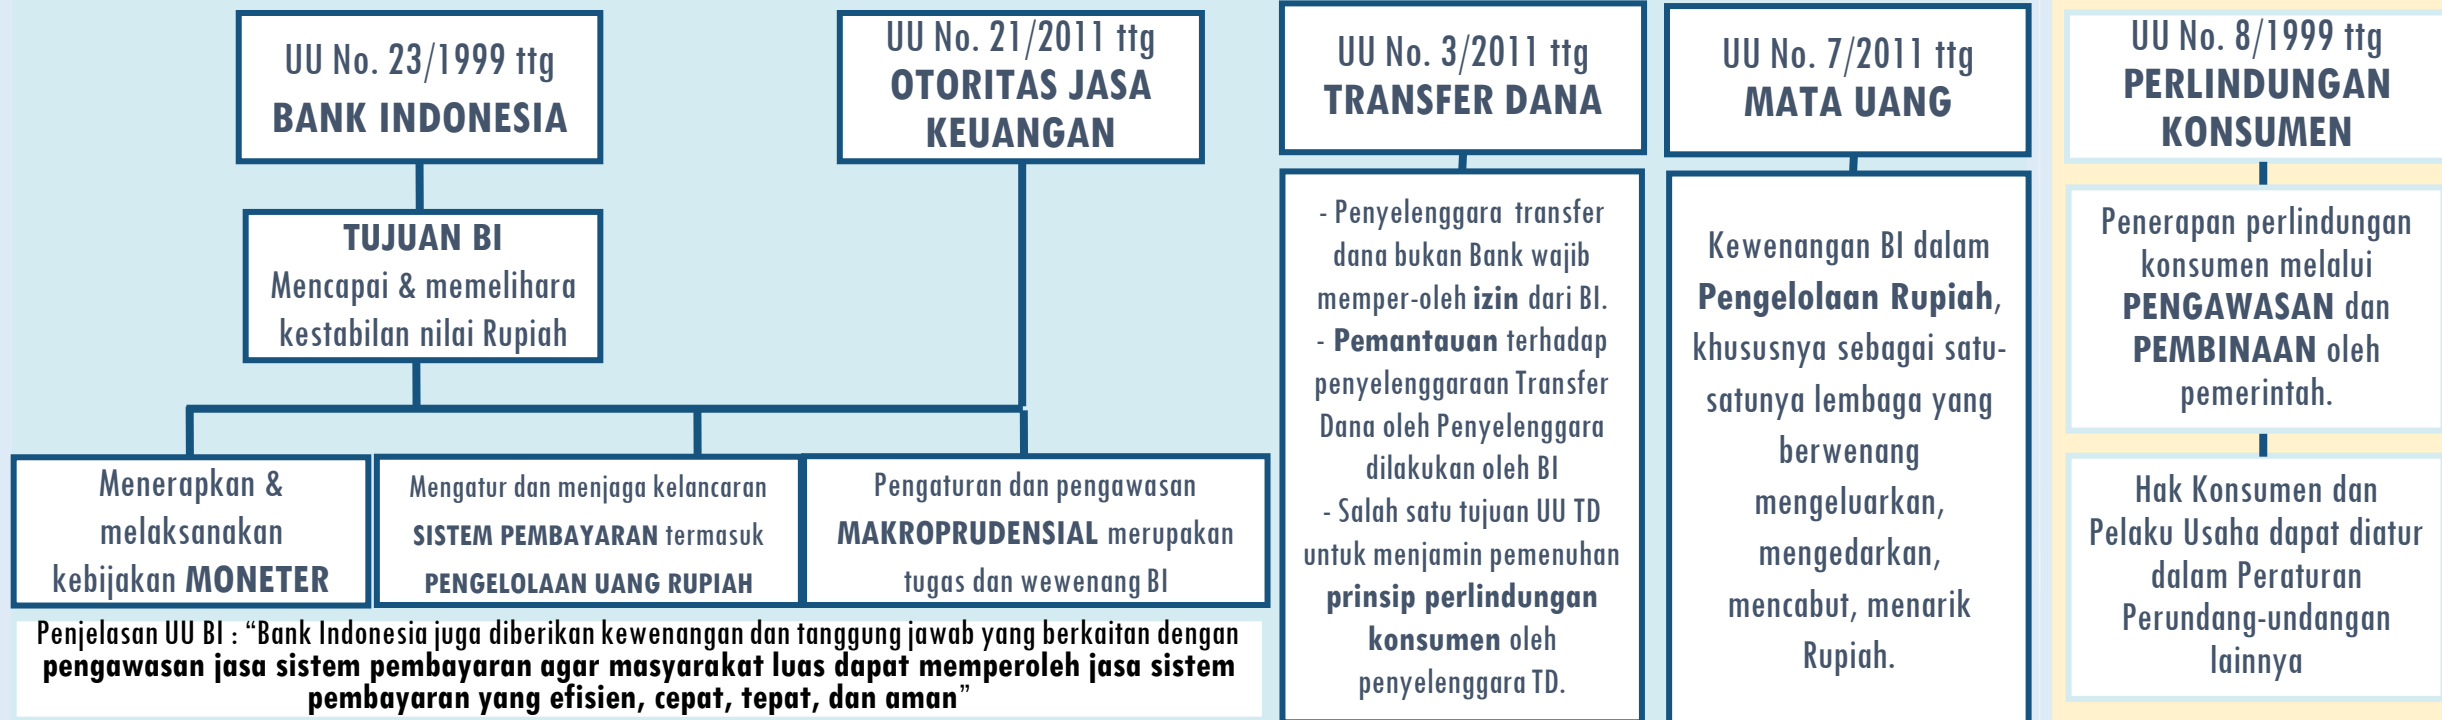 UU No. 23/1999 ttg
BANK INDONESIA
TUJUAN BI
Mencapai & memelihara
kestabilan nilai Rupiah
UU No. 21/2011 ttg
OTORITAS JASA
KEUANGAN
Menerapkan &
melaksanakan
kebijakan MONETER
Mengatur dan menjaga kelancaran
SISTEM PEMBAYARAN termasuk
PENGELOLAAN UANG RUPIAH
Pengaturan dan pengawasan
MAKROPRUDENSIAL merupakan
tugas dan wewenang BI
Penjelasan UU BI : “Bank Indonesia juga diberikan kewenangan dan tanggung jawab yang berkaitan dengan
pengawasan jasa sistem pembayaran agar masyarakat luas dapat memperoleh jasa sistem
pembayaran yang efisien, cepat, tepat, dan aman”
UU No. 3/2011 ttg
TRANSFER DANA
- Penyelenggara transfer
dana bukan Bank wajib
memper-oleh izin dari BI.
- Pemantauan terhadap
penyelenggaraan Transfer
Dana oleh Penyelenggara
dilakukan oleh BI
- Salah satu tujuan UU TD
untuk menjamin pemenuhan
prinsip perlindungan
konsumen oleh
penyelenggara TD.
UU No. 7/2011 ttg
MATA UANG
Kewenangan BI dalam
Pengelolaan Rupiah,
khususnya sebagai satu-
satunya lembaga yang
berwenang
mengeluarkan,
mengedarkan,
mencabut, menarik
Rupiah.
UU No. 8/1999 ttg
PERLINDUNGAN
KONSUMEN
Penerapan perlindungan
konsumen melalui
PENGAWASAN dan
PEMBINAAN oleh
pemerintah.
Hak Konsumen dan
Pelaku Usaha dapat diatur
dalam Peraturan
Perundang-undangan
lainnya